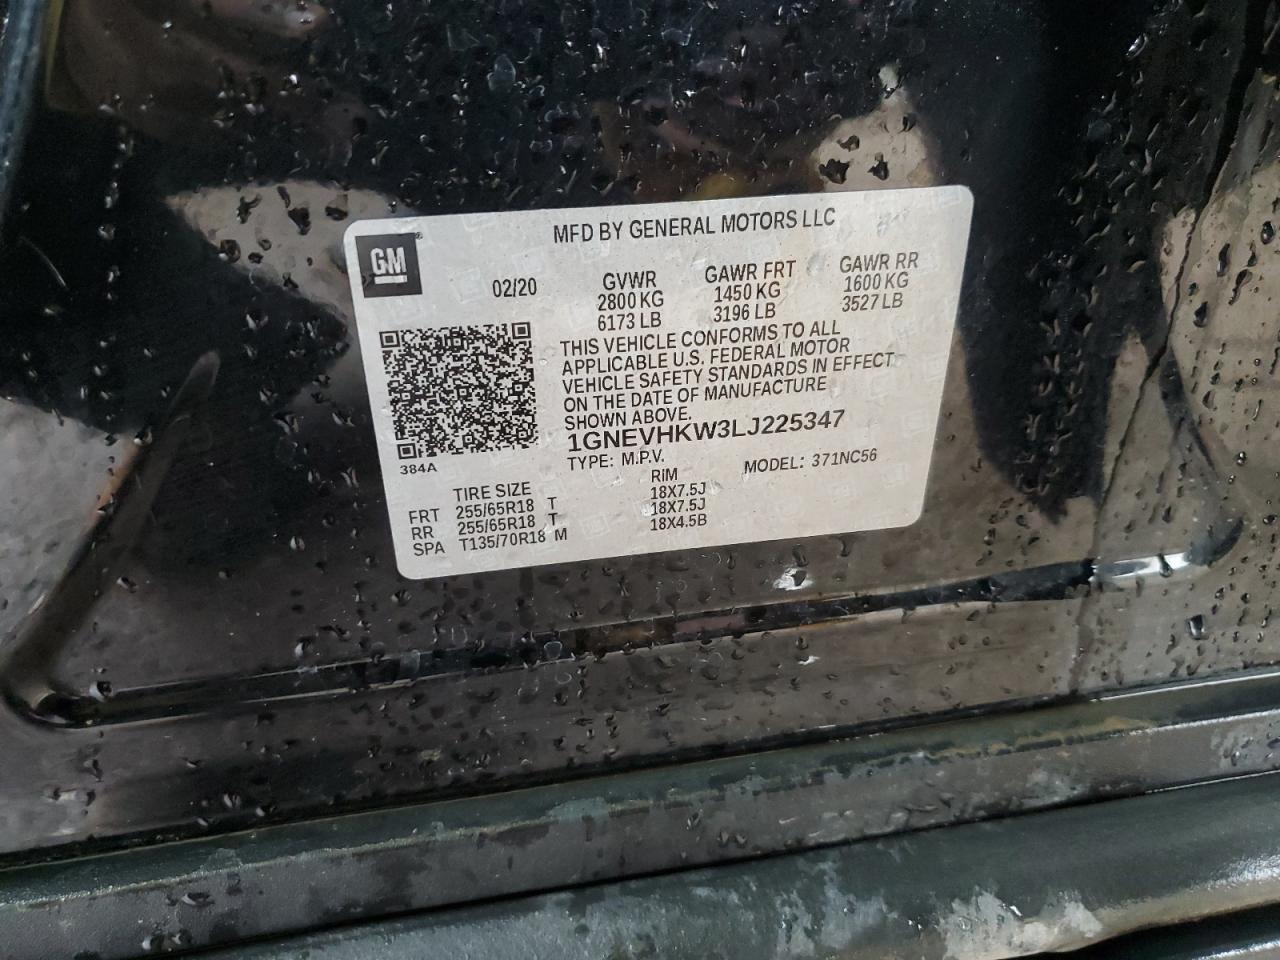 MFD BY GENERAL MOTORS LLC
GM
02/20
GVWR
2800 KG
6173 LB
GAWR FRT
1450 KG
3196 LB
GAWR RR
1600 KG
3527 LB
THIS VEHICLE CONFORMS TO ALL
APPLICABLE U.S. FEDERAL MOTOR
VEHICLE SAFETY STANDARDS IN EFFECT
ON THE DATE OF MANUFACTURE
SHOWN ABOVE.
1GNEVHKW3LJ225347
TYPE: M.P.V.
MODEL: 371NC56
384A
TIRE SIZE RIM
FRT 255/65R18 T 18X7.5J
RR 255/65R18 T 18X7.5J
SPA T135/70R18 M 18X4.5B